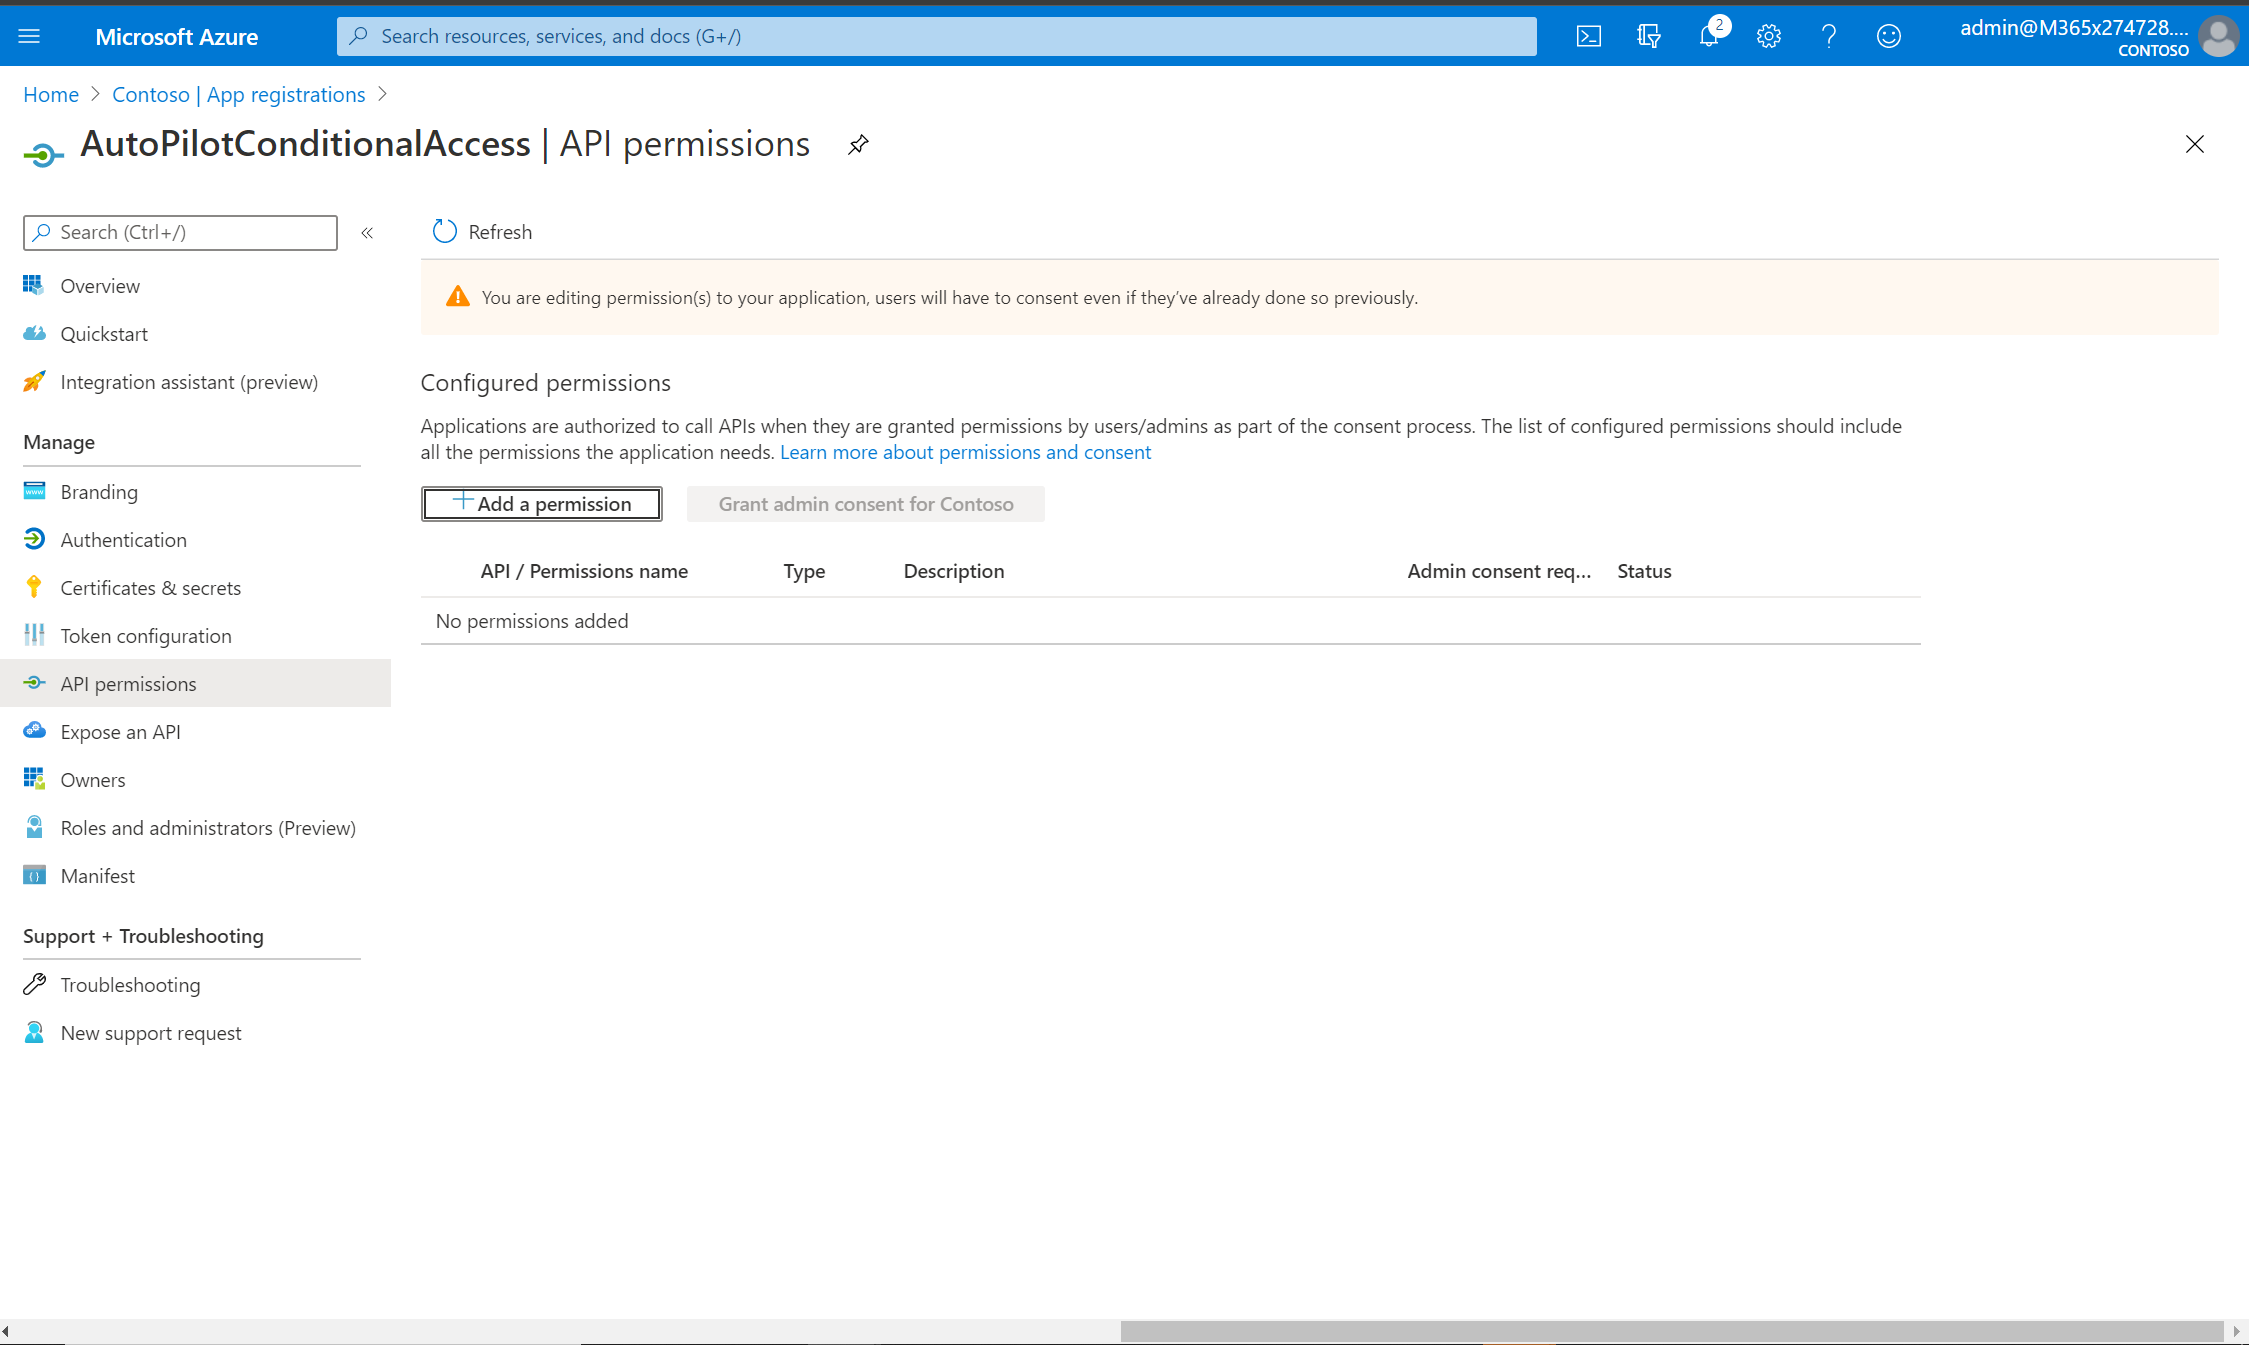 Microsoft Azure
Search resources, services, and docs (G+/)
2
admin@M365x274728....
CONTOSO
Home > Contoso | App registrations >
AutoPilotConditionalAccess | API permissions
Search (Ctrl+/)
«
Overview
Quickstart
Integration assistant (preview)
Manage
Branding
Authentication
Certificates & secrets
Token configuration
API permissions
Expose an API
Owners
Roles and administrators (Preview)
Manifest
Support + Troubleshooting
Troubleshooting
New support request
Refresh
You are editing permission(s) to your application, users will have to consent even if they’ve already done so previously.
Configured permissions
Applications are authorized to call APIs when they are granted permissions by users/admins as part of the consent process. The list of configured permissions should include
all the permissions the application needs. Learn more about permissions and consent
Add a permission
Grant admin consent for Contoso
API / Permissions name Type Description Admin consent req... Status
No permissions added